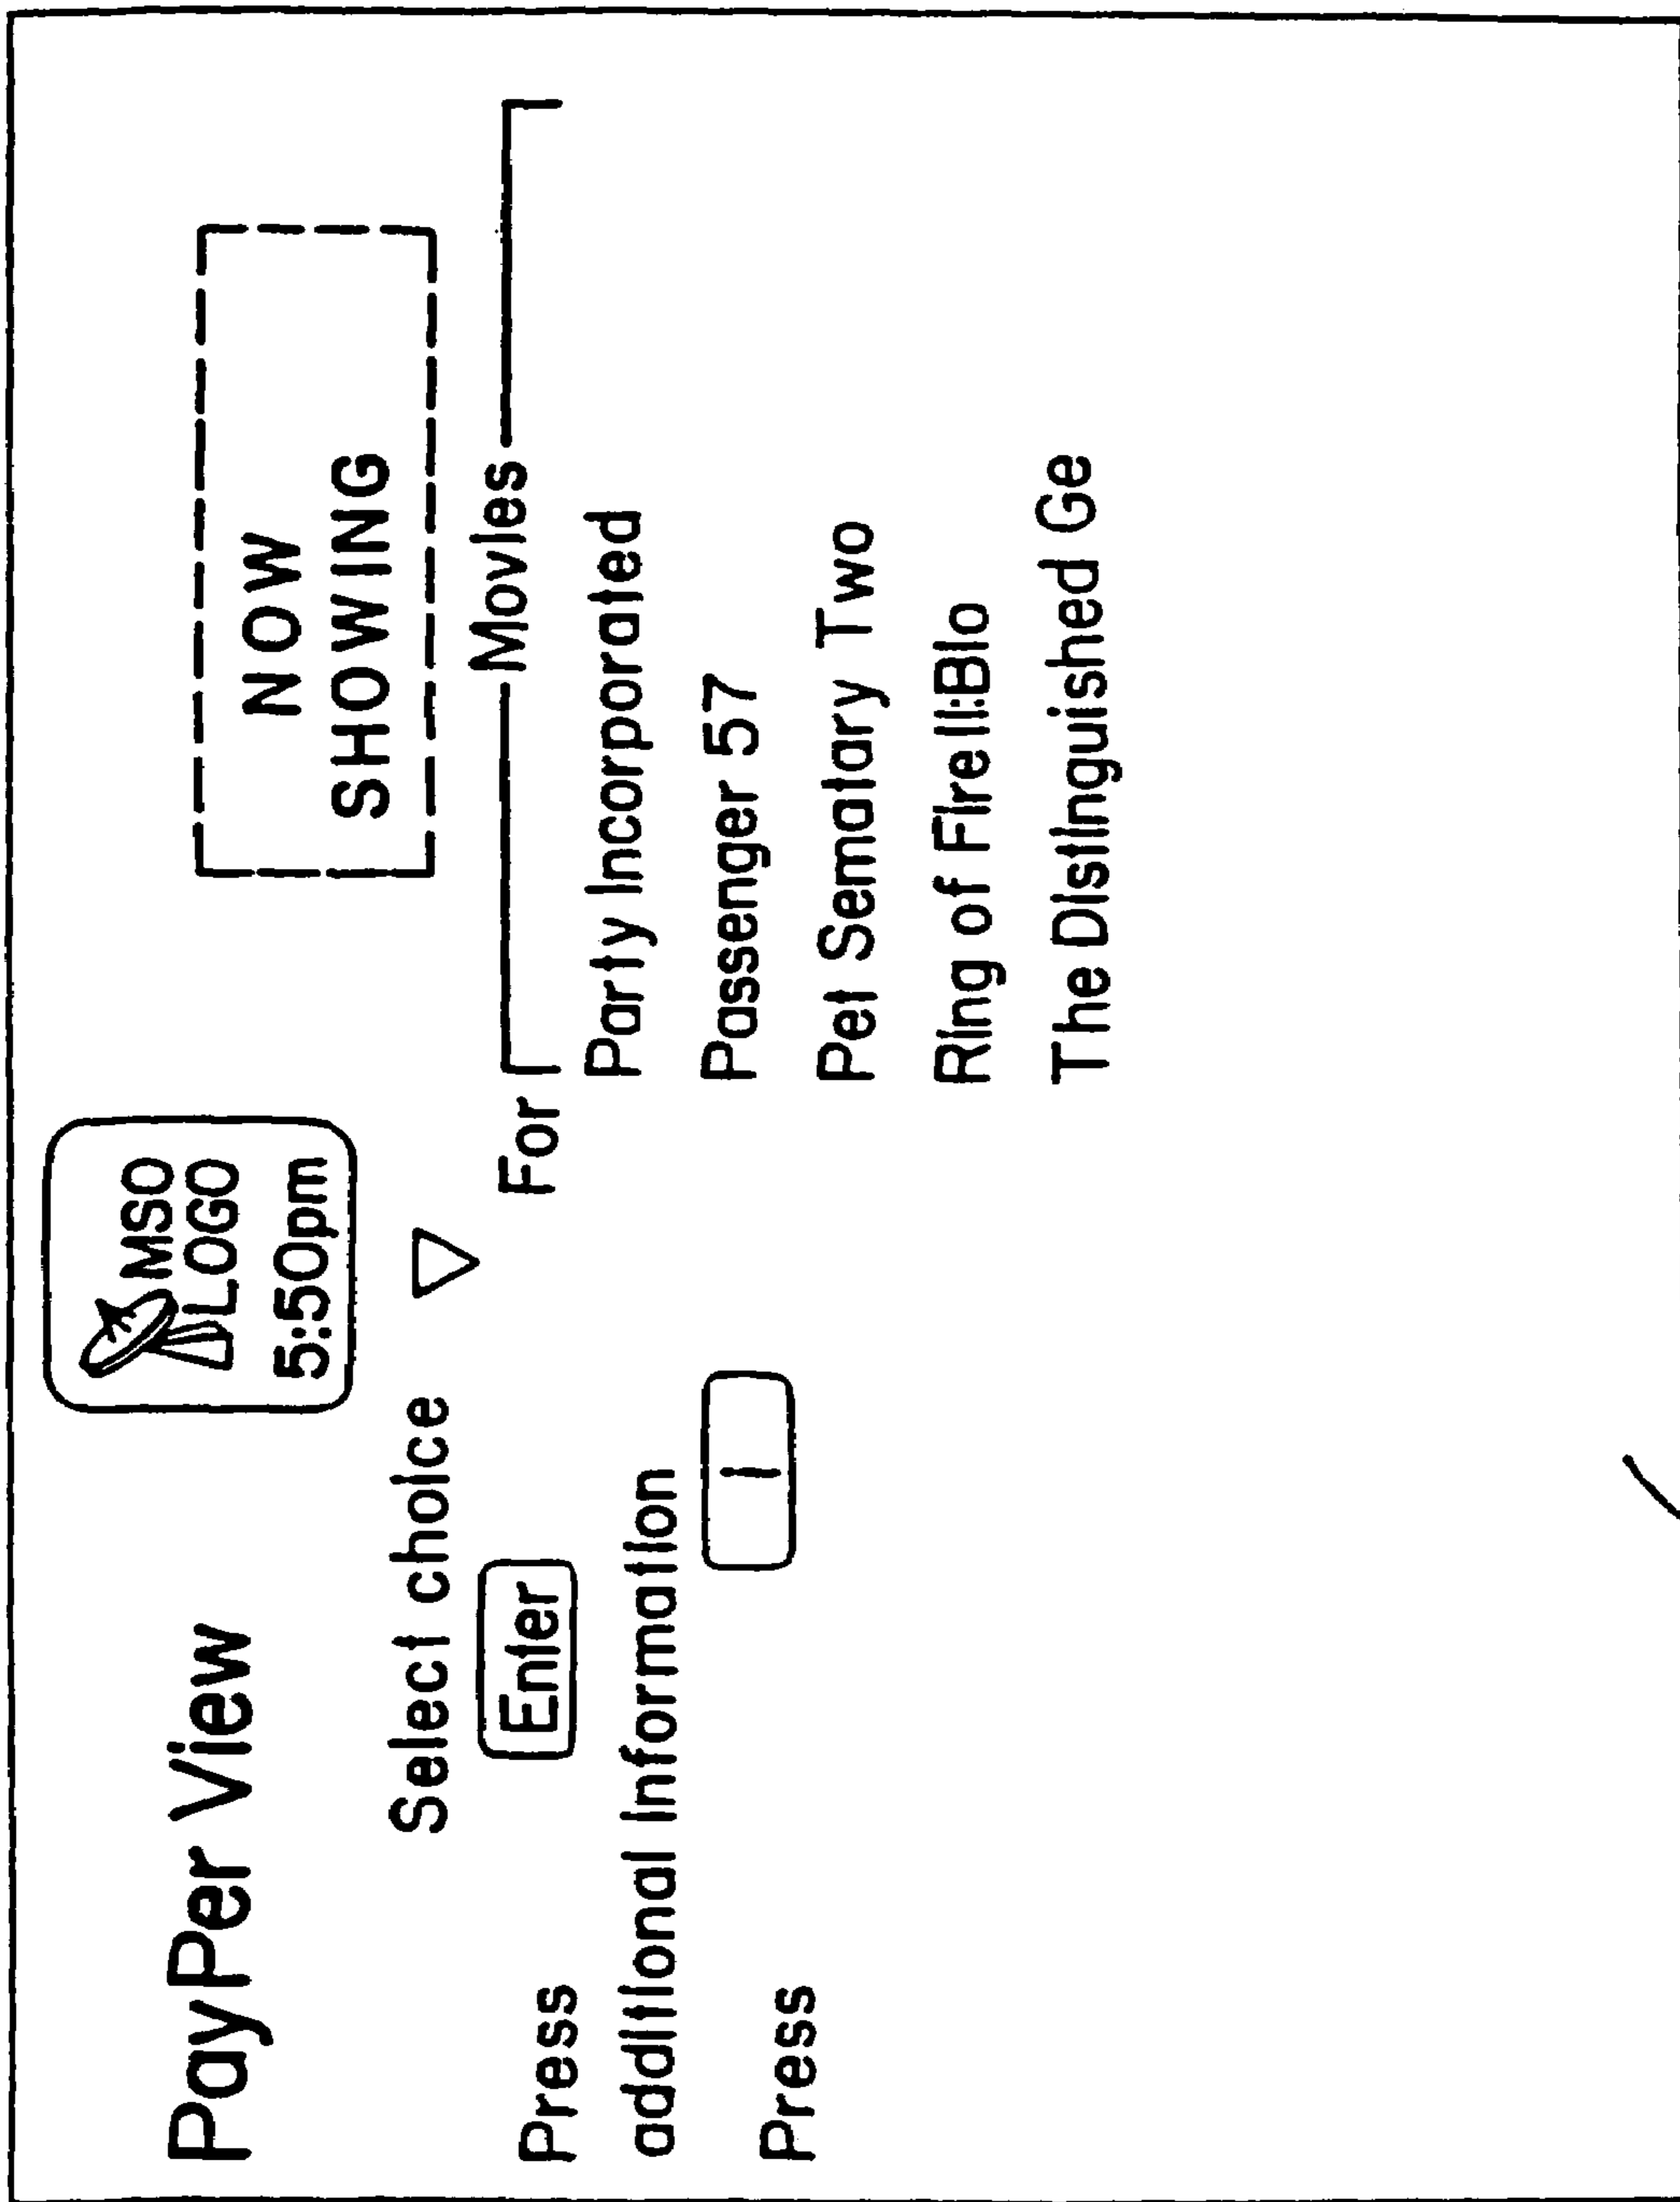 PayPer View
MSO
LOGO
5:50pm
NOW
SHOWING
Select choice
Press Enter For
additional Information
Press I
Movies
Party Incorporated
Passenger 57
Pet Sematary Two
Ring of Fire II:Blo
The Distinguished Ge